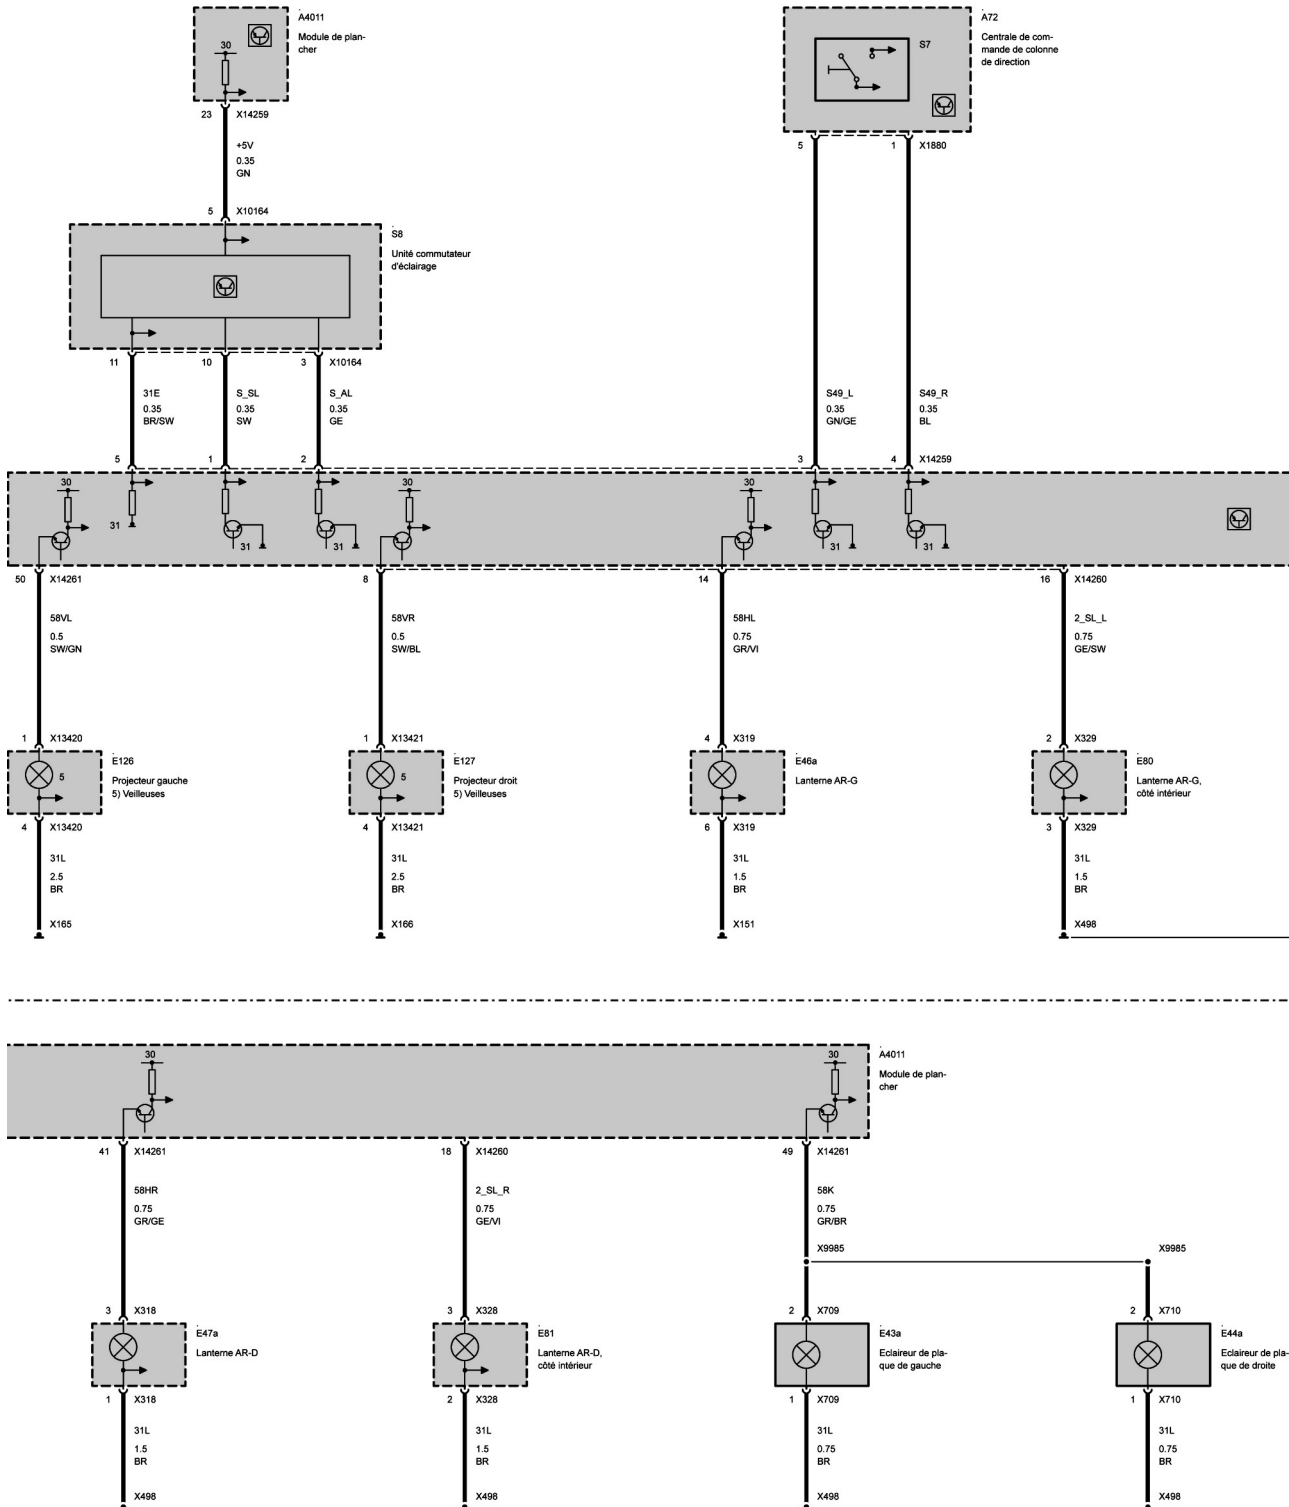 A4011
Module de plan-
cher
30
23 X14259
+5V
0.35
GN
5 X10164
A72
Centrale de com-
mande de colonne
de direction
S7
5 1 X1880
S8
Unité commutateur
d'éclairage
11 10 3 X10164
31E S_SL S_AL S49_L S49_R
0.35 0.35 0.35 0.35 0.35
BR/SW SW GE GN/GE BL
5 1 2 3 4 X14259
30 30 30
31 31 31 31 31
50 X14261 8 14 16 X14260
58VL 58VR 58HL 2_SL_L
0.5 0.5 0.75 0.75
SW/GN SW/BL GR/VI GE/SW
1 X13420 1 X13421 4 X319 2 X329
E126 E127 E46a E80
5 5
Projecteur gauche Projecteur droit Lanterne AR-G Lanterne AR-G,
5) Veilleuses 5) Veilleuses côté intérieur
4 X13420 4 X13421 6 X319 3 X329
31L 31L 31L 31L
2.5 2.5 1.5 1.5
BR BR BR BR
X165 X166 X151 X498
30 30 A4011
Module de plan-
cher
41 X14261 18 X14260 49 X14261
58HR 2_SL_R 58K
0.75 0.75 0.75
GR/GE GE/VI GR/BR
X9985 X9985
3 X318 3 X328 2 X709 2 X710
E47a E81 E43a E44a
Lanterne AR-D Lanterne AR-D, Eclaireur de pla- Eclaireur de pla-
côté intérieur que de gauche que de droite
1 X318 2 X328 1 X709 1 X710
31L 31L 31L 31L
1.5 1.5 0.75 0.75
BR BR BR BR
X498 X498 X498 X498